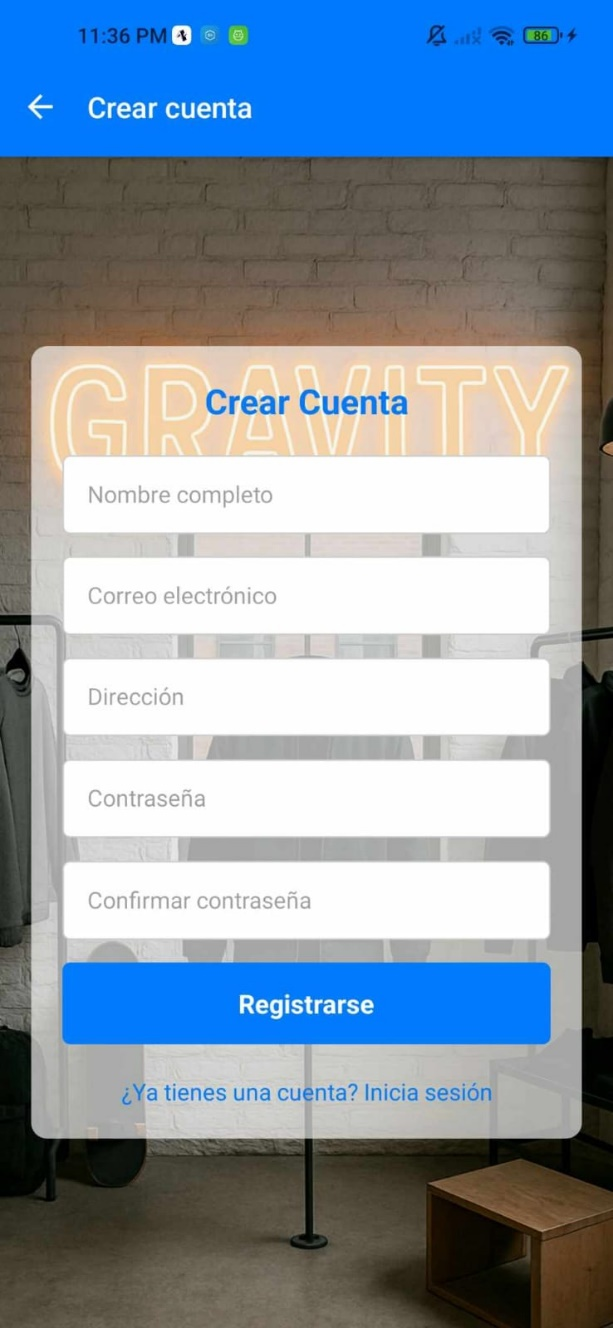 11:36 PM
86
Crear cuenta
GRAVITY
Crear Cuenta
Nombre completo
Correo electrónico
Dirección
Contraseña
Confirmar contraseña
Registrarse
¿Ya tienes una cuenta? Inicia sesión